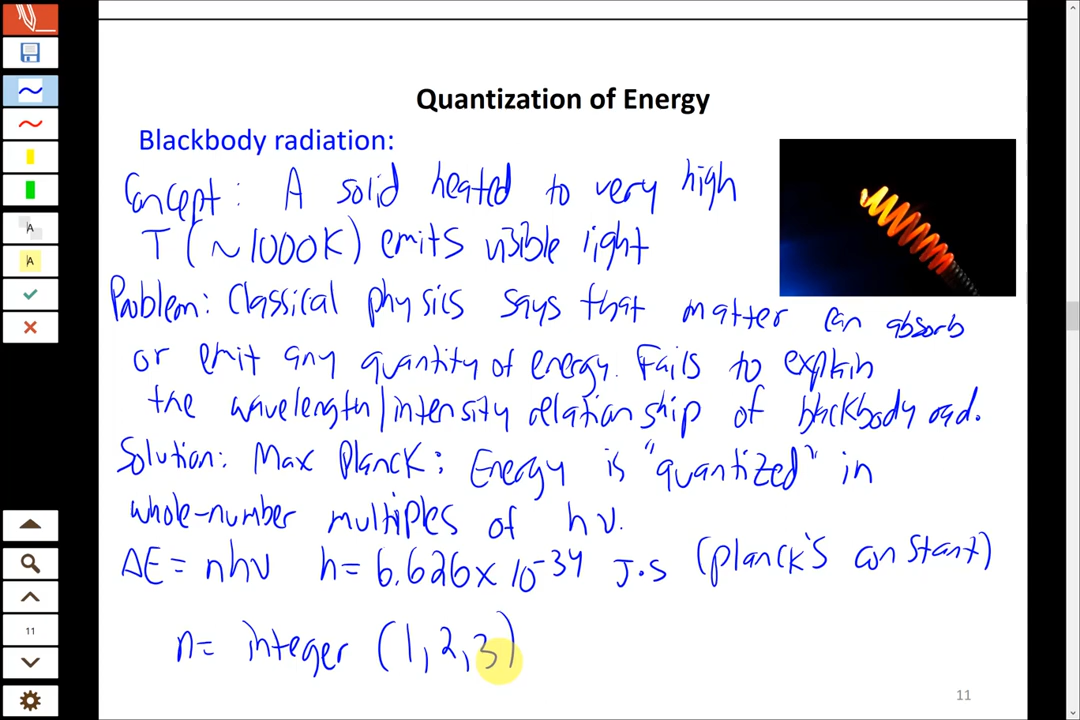 Quantization of Energy
Blackbody radiation:
Concept: A solid heated to very high
T (~1000K) emits visible light
Problem: Classical physics says that matter can absorb
or emit any quantity of energy. Fails to explain
the wavelength/intensity relationship of blackbody rad.
Solution: Max Planck: Energy is "quantized" in
whole-number multiples of hν.
ΔE = nhν h = 6.626 x 10-34 J·s (Planck's constant)
n = integer (1, 2, 3)
A
A
11
11